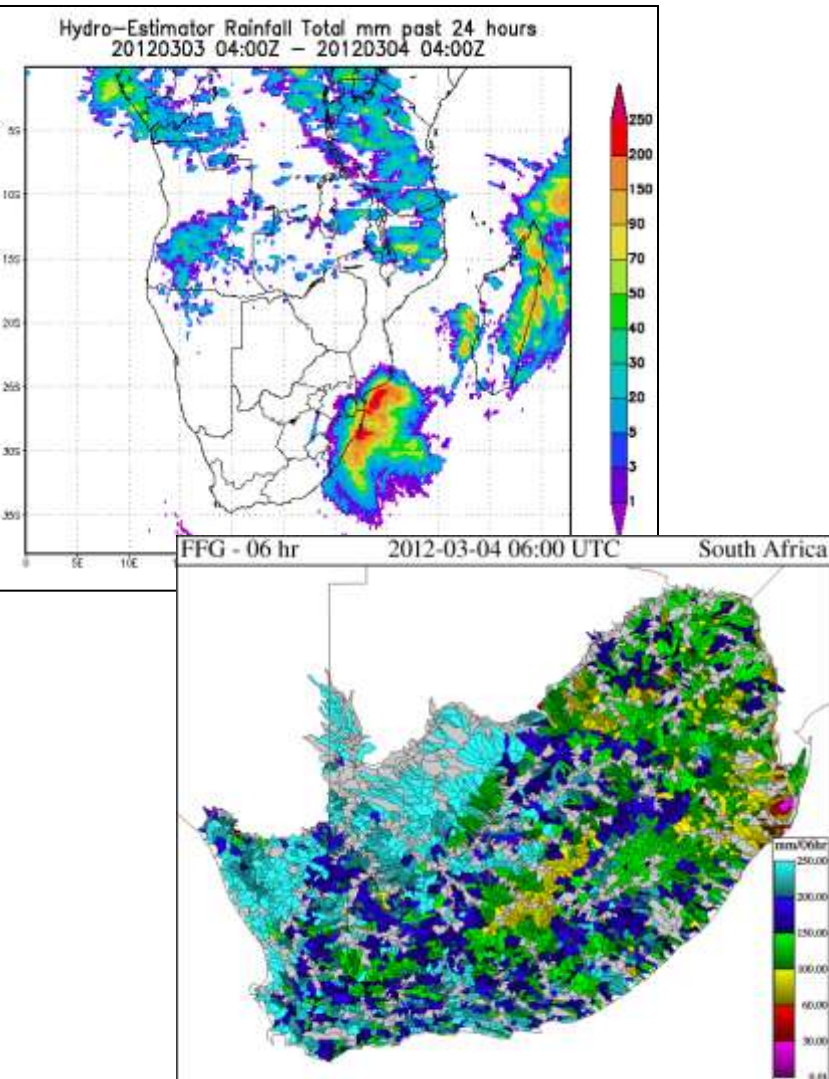 Hydro-Estimator Rainfall Total mm past 24 hours
20120303 04:00Z - 20120304 04:00Z
5S
10S
15S
20S
25S
30S
35S
0
5E
10E
250
200
150
90
70
50
40
30
20
5
3
1
FFG - 06 hr 2012-03-04 06:00 UTC South Africa
mm/06hr
250.00
200.00
150.00
100.00
60.00
30.00